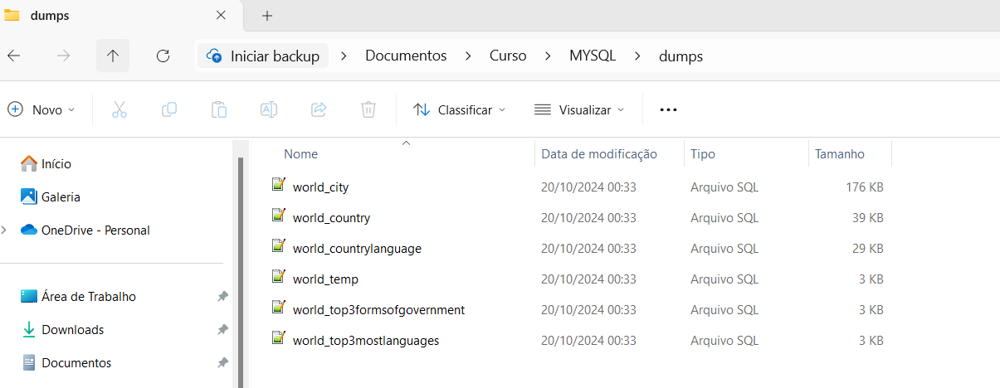 dumps
Iniciar backup > Documentos > Curso > MYSQL > dumps
Novo Classificar Visualizar
Nome Data de modificação Tipo Tamanho
Início
Galeria
OneDrive - Personal
Área de Trabalho
Downloads
Documentos
world_city 20/10/2024 00:33 Arquivo SQL 176 KB
world_country 20/10/2024 00:33 Arquivo SQL 39 KB
world_countrylanguage 20/10/2024 00:33 Arquivo SQL 29 KB
world_temp 20/10/2024 00:33 Arquivo SQL 3 KB
world_top3formsofgovernment 20/10/2024 00:33 Arquivo SQL 3 KB
world_top3mostlanguages 20/10/2024 00:33 Arquivo SQL 3 KB